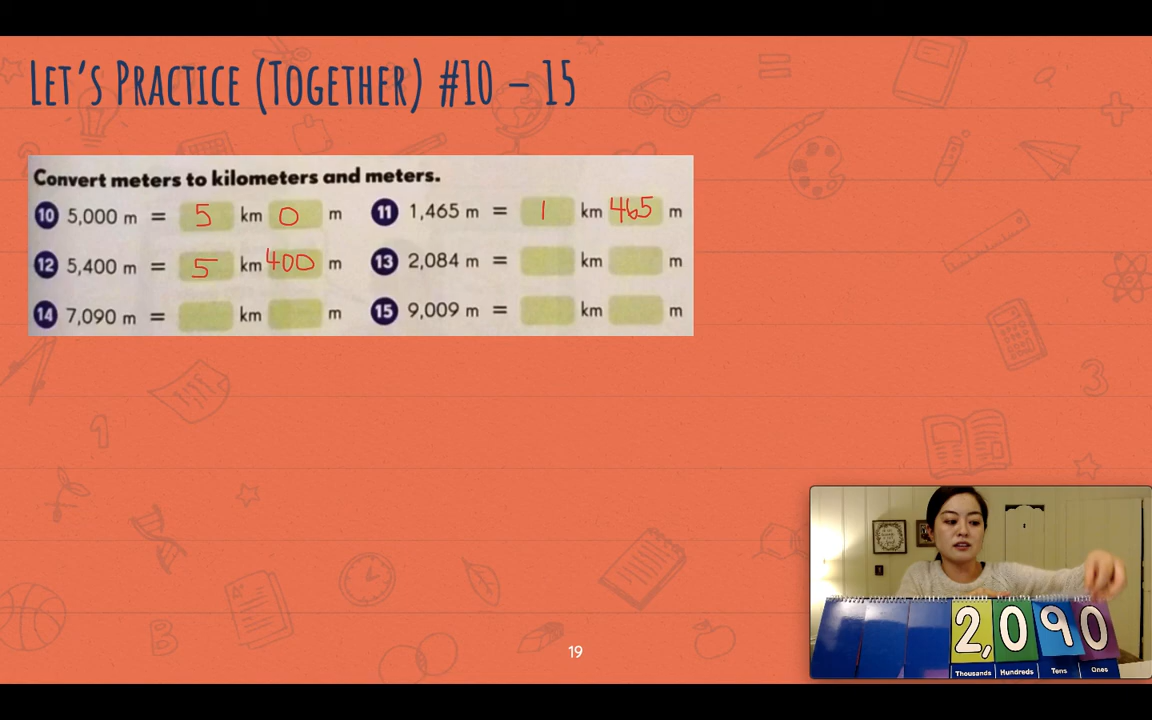 LET'S PRACTICE (TOGETHER) #10 – 15
Convert meters to kilometers and meters.
10 5,000 m = 5 km 0 m
11 1,465 m = 1 km 465 m
12 5,400 m = 5 km 400 m
13 2,084 m = km m
14 7,090 m = km m
15 9,009 m = km m
2,090
Thousands Hundreds Tens Ones
19